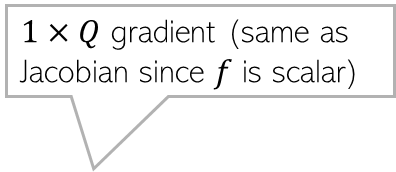 1 × Q gradient (same as
Jacobian since f is scalar)